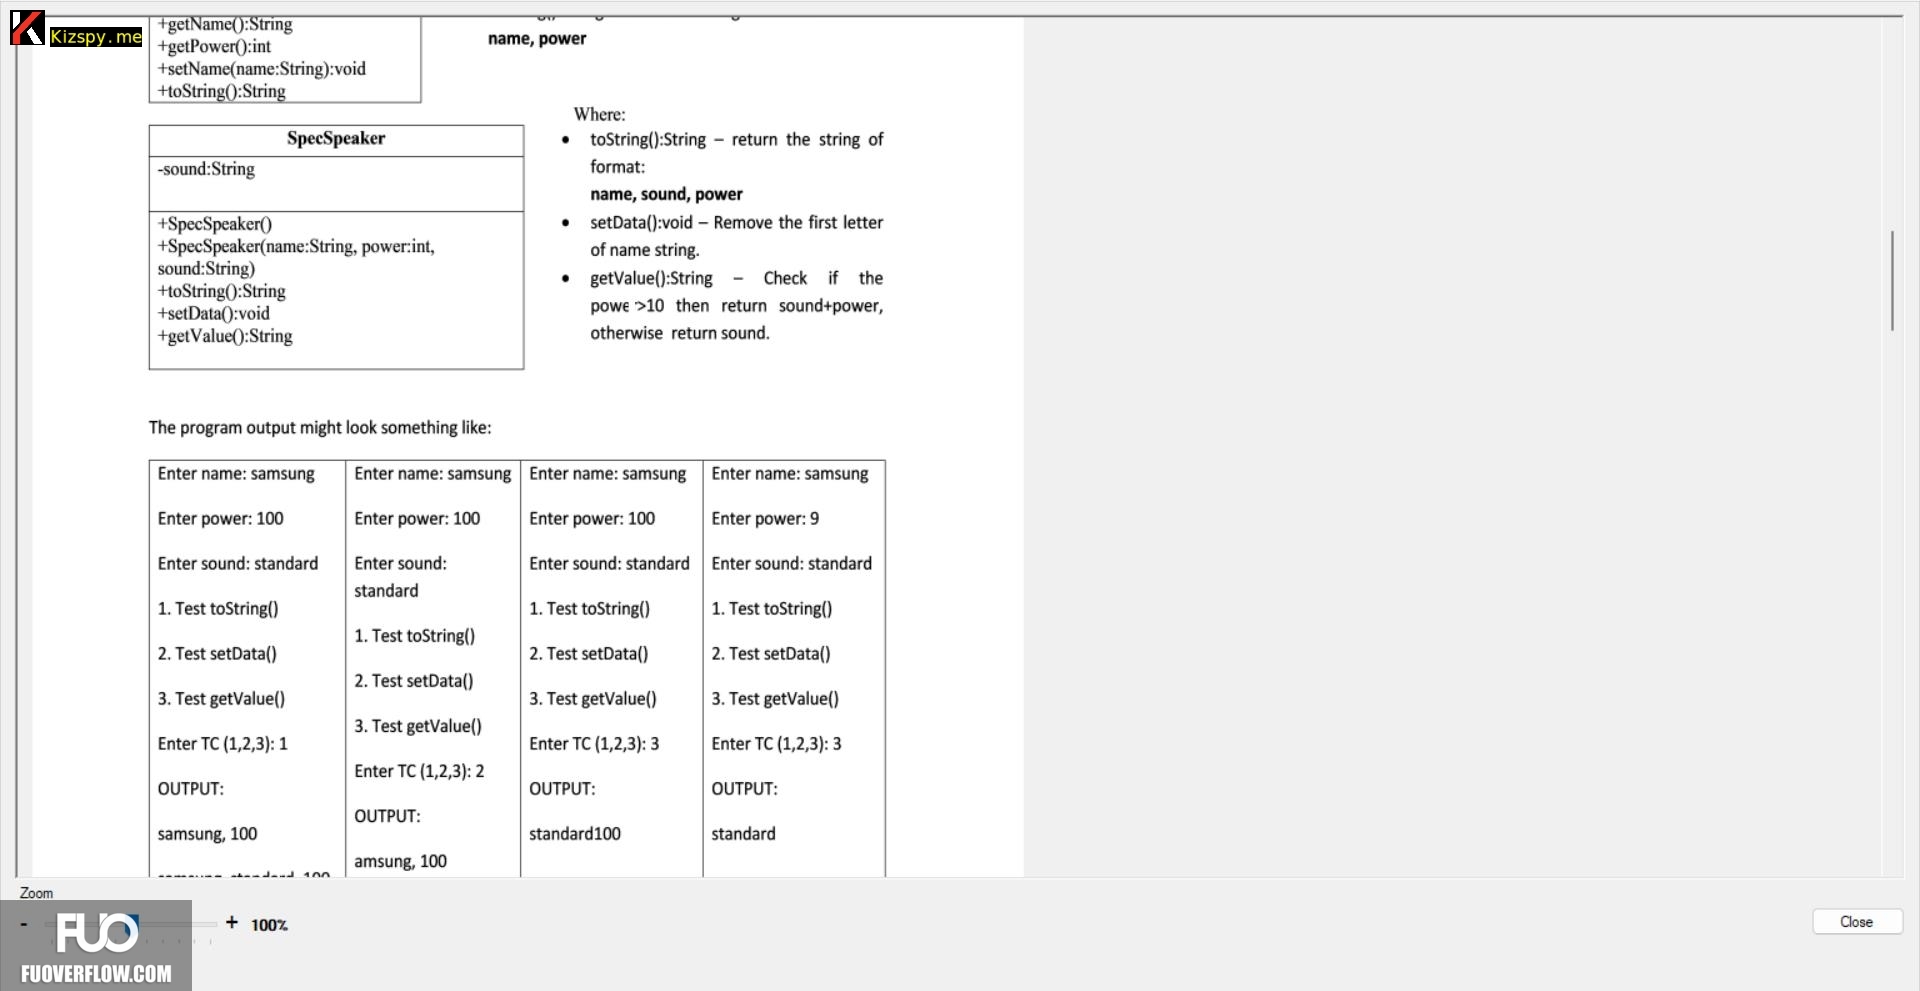 Kizspy.me
+getName():String
+getPower():int
+setName(name:String):void
+toString():String
name, power
SpecSpeaker
-sound:String
+SpecSpeaker()
+SpecSpeaker(name:String, power:int,
sound:String)
+toString():String
+setData():void
+getValue():String
Where:
• toString():String – return the string of
format:
name, sound, power
• setData():void – Remove the first letter
of name string.
• getValue():String – Check if the
powe >10 then return sound+power,
otherwise return sound.
The program output might look something like:
Enter name: samsung
Enter power: 100
Enter sound: standard
1. Test toString()
2. Test setData()
3. Test getValue()
Enter TC (1,2,3): 1
OUTPUT:
samsung, 100
samsung, standard, 100
Enter name: samsung
Enter power: 100
Enter sound:
standard
1. Test toString()
2. Test setData()
3. Test getValue()
Enter TC (1,2,3): 2
OUTPUT:
amsung, 100
Enter name: samsung
Enter power: 100
Enter sound: standard
1. Test toString()
2. Test setData()
3. Test getValue()
Enter TC (1,2,3): 3
OUTPUT:
standard100
Enter name: samsung
Enter power: 9
Enter sound: standard
1. Test toString()
2. Test setData()
3. Test getValue()
Enter TC (1,2,3): 3
OUTPUT:
standard
Zoom
- + 100%
Close
FUO
FUOVERFLOW.COM